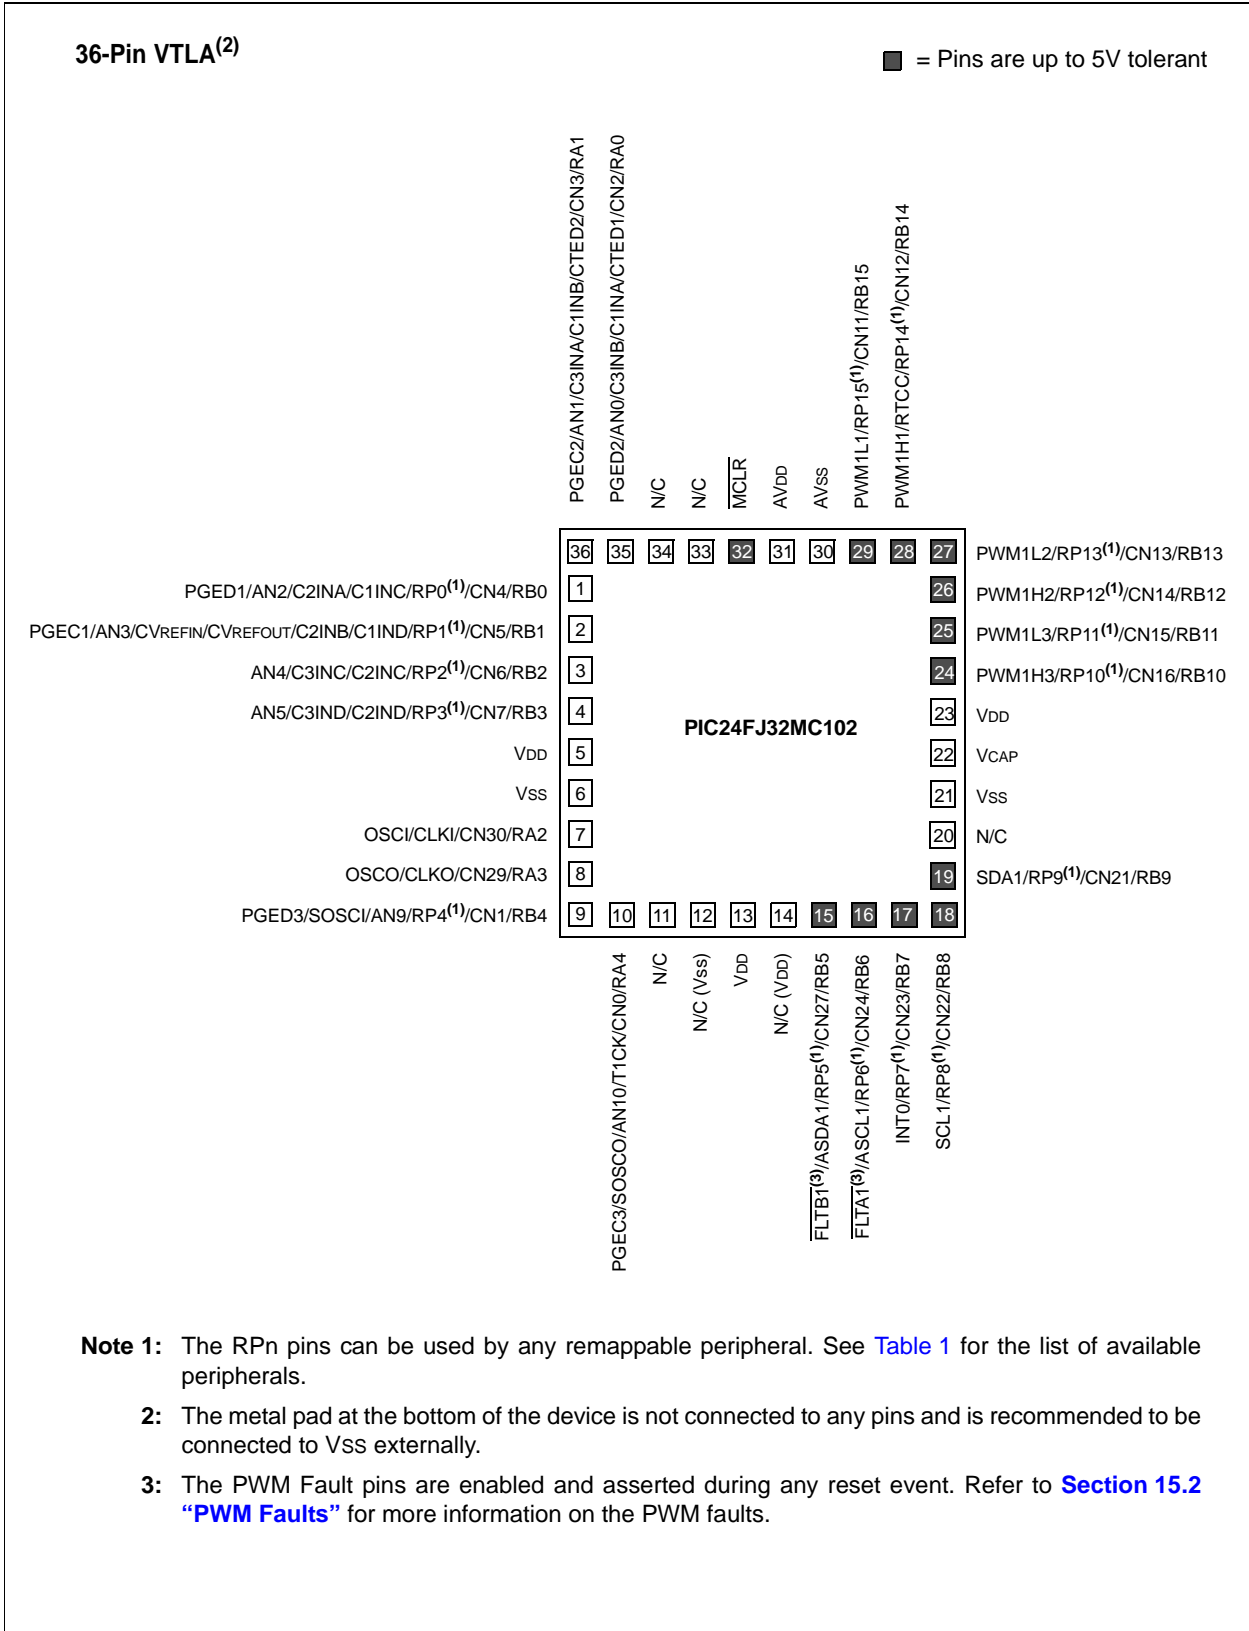 36-Pin VTLA(2)
= Pins are up to 5V tolerant
PGEC2/AN1/C3INA/C1INB/CTED2/CN3/RA1
PGED2/AN0/C3INB/C1INA/CTED1/CN2/RA0
N/C
N/C
MCLR
AVDD
AVSS
PWM1L1/RP15(1)/CN11/RB15
PWM1H1/RTCC/RP14(1)/CN12/RB14
36 35 34 33 32 31 30 29 28 27 PWM1L2/RP13(1)/CN13/RB13
PGED1/AN2/C2INA/C1INC/RP0(1)/CN4/RB0 1 26 PWM1H2/RP12(1)/CN14/RB12
PGEC1/AN3/CVREFIN/CVREFOUT/C2INB/C1IND/RP1(1)/CN5/RB1 2 25 PWM1L3/RP11(1)/CN15/RB11
AN4/C3INC/C2INC/RP2(1)/CN6/RB2 3 24 PWM1H3/RP10(1)/CN16/RB10
AN5/C3IND/C2IND/RP3(1)/CN7/RB3 4 PIC24FJ32MC102 23 VDD
VDD 5 22 VCAP
VSS 6 21 VSS
OSCI/CLKI/CN30/RA2 7 20 N/C
OSCO/CLKO/CN29/RA3 8 19 SDA1/RP9(1)/CN21/RB9
PGED3/SOSCI/AN9/RP4(1)/CN1/RB4 9 10 11 12 13 14 15 16 17 18
PGEC3/SOSCO/AN10/T1CK/CN0/RA4
N/C
N/C (Vss)
VDD
N/C (VDD)
FLTB1(3)/ASDA1/RP5(1)/CN27/RB5
FLTA1(3)/ASCL1/RP6(1)/CN24/RB6
INT0/RP7(1)/CN23/RB7
SCL1/RP8(1)/CN22/RB8
Note 1: The RPn pins can be used by any remappable peripheral. See Table 1 for the list of available
peripherals.
2: The metal pad at the bottom of the device is not connected to any pins and is recommended to be
connected to VSS externally.
3: The PWM Fault pins are enabled and asserted during any reset event. Refer to Section 15.2
“PWM Faults” for more information on the PWM faults.